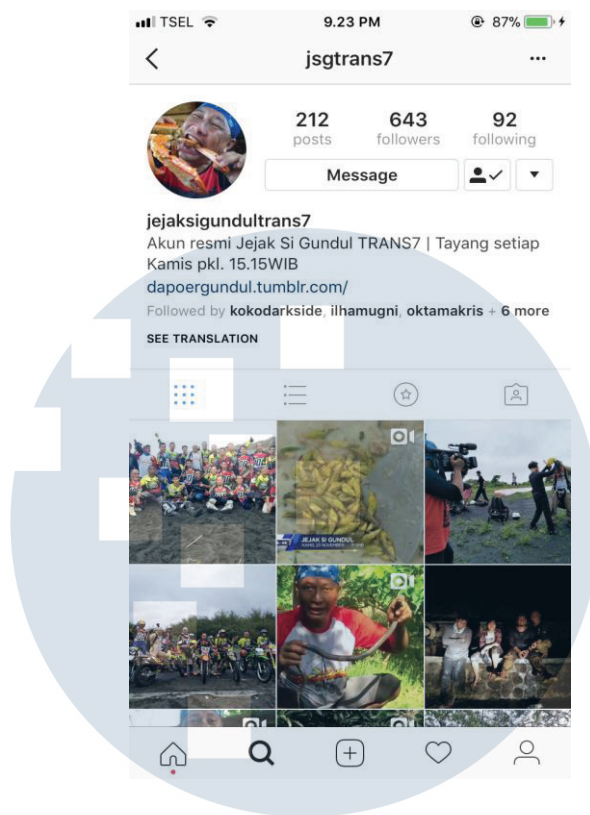 TSEL 9.23 PM 87%
jsgtrans7
212 643 92
posts followers following
Message
jejaksigundultrans7
Akun resmi Jejak Si Gundul TRANS7 | Tayang setiap
Kamis pkl. 15.15WIB
dapoergundul.tumblr.com/
Followed by kokodarkside, ilhamugni, oktamakris + 6 more
SEE TRANSLATION
JEJAK SI GUNDUL